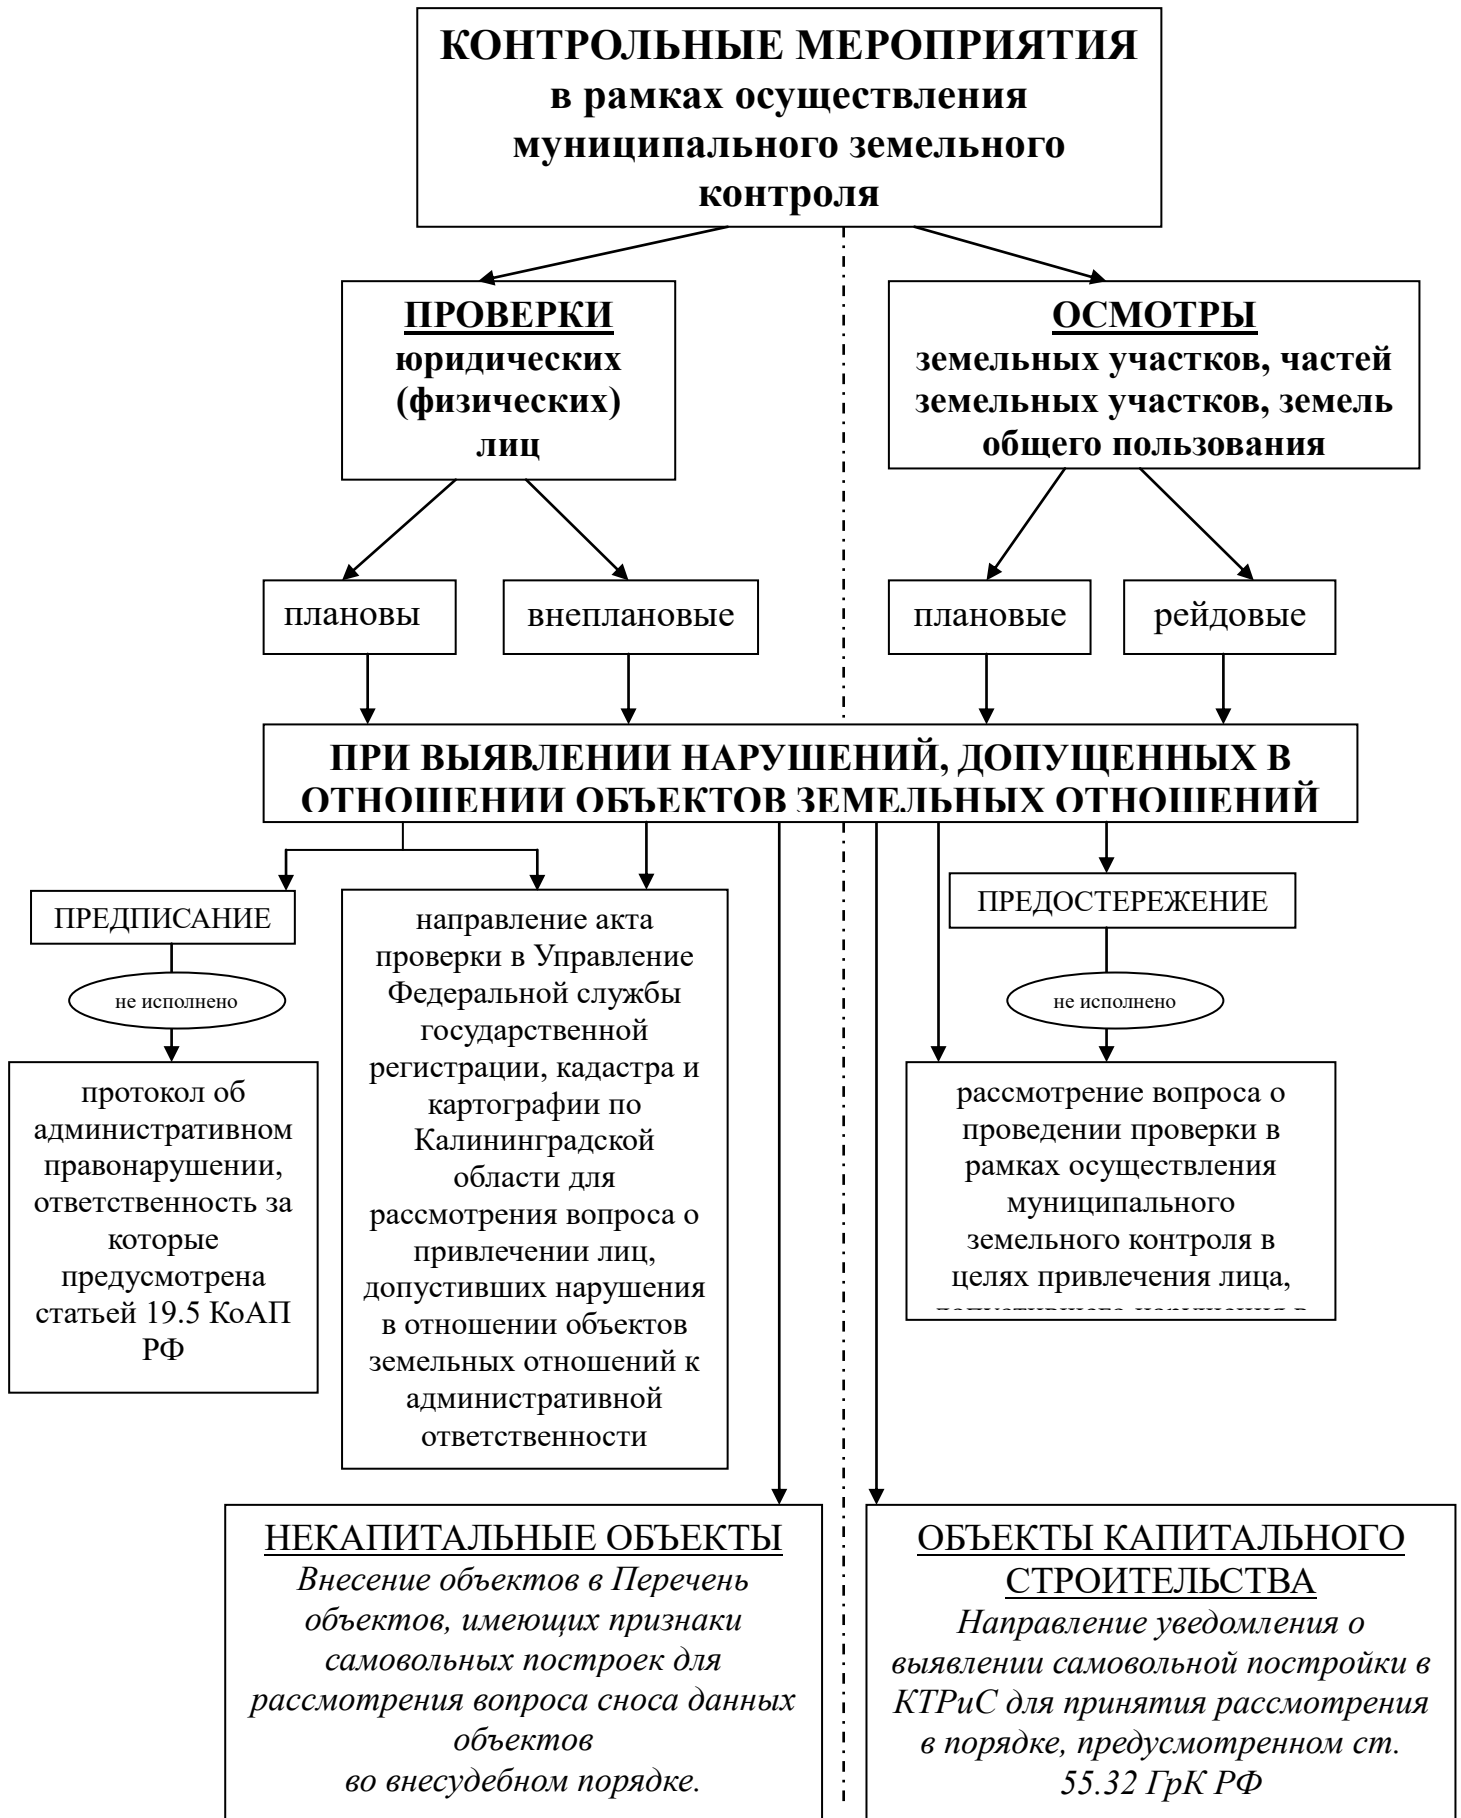 КОНТРОЛЬНЫЕ МЕРОПРИЯТИЯ
в рамках осуществления
муниципального земельного
контроля
ПРОВЕРКИ
юридических
(физических)
лиц
ОСМОТРЫ
земельных участков, частей
земельных участков, земель
общего пользования
плановы
внеплановые
плановые
рейдовые
ПРИ ВЫЯВЛЕНИИ НАРУШЕНИЙ, ДОПУЩЕННЫХ В
ОТНОШЕНИИ ОБЪЕКТОВ ЗЕМЕЛЬНЫХ ОТНОШЕНИЙ
ПРЕДПИСАНИЕ
не исполнено
протокол об
административном
правонарушении,
ответственность за
которые
предусмотрена
статьей 19.5 КоАП
РФ
направление акта
проверки в Управление
Федеральной службы
государственной
регистрации, кадастра и
картографии по
Калининградской
области для
рассмотрения вопроса о
привлечении лиц,
допустивших нарушения
в отношении объектов
земельных отношений к
административной
ответственности
ПРЕДОСТЕРЕЖЕНИЕ
не исполнено
рассмотрение вопроса о
проведении проверки в
рамках осуществления
муниципального
земельного контроля в
целях привлечения лица,
допустившего нарушения в
НЕКАПИТАЛЬНЫЕ ОБЪЕКТЫ
Внесение объектов в Перечень
объектов, имеющих признаки
самовольных построек для
рассмотрения вопроса сноса данных
объектов
во внесудебном порядке.
ОБЪЕКТЫ КАПИТАЛЬНОГО
СТРОИТЕЛЬСТВА
Направление уведомления о
выявлении самовольной постройки в
КТРиС для принятия рассмотрения
в порядке, предусмотренном ст.
55.32 ГрК РФ